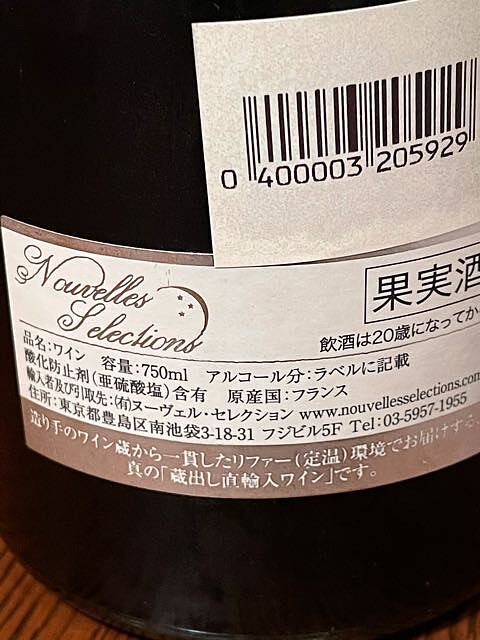 0 400003 205929
Nouvelles
Selections
果実酒
飲酒は20歳になってか
品名:ワイン 容量:750ml アルコール分:ラベルに記載
酸化防止剤(亜硫酸塩)含有 原産国:フランス
輸入者及び引取先:(有)ヌーヴェル・セレクション www.nouvellesselections.com
住所:東京都豊島区南池袋3-18-31 フジビル5F Tel:03-5957-1955
造り手のワイン蔵から一貫したリファー(定温)環境でお届けする、
真の「蔵出し直輸入ワイン」です。